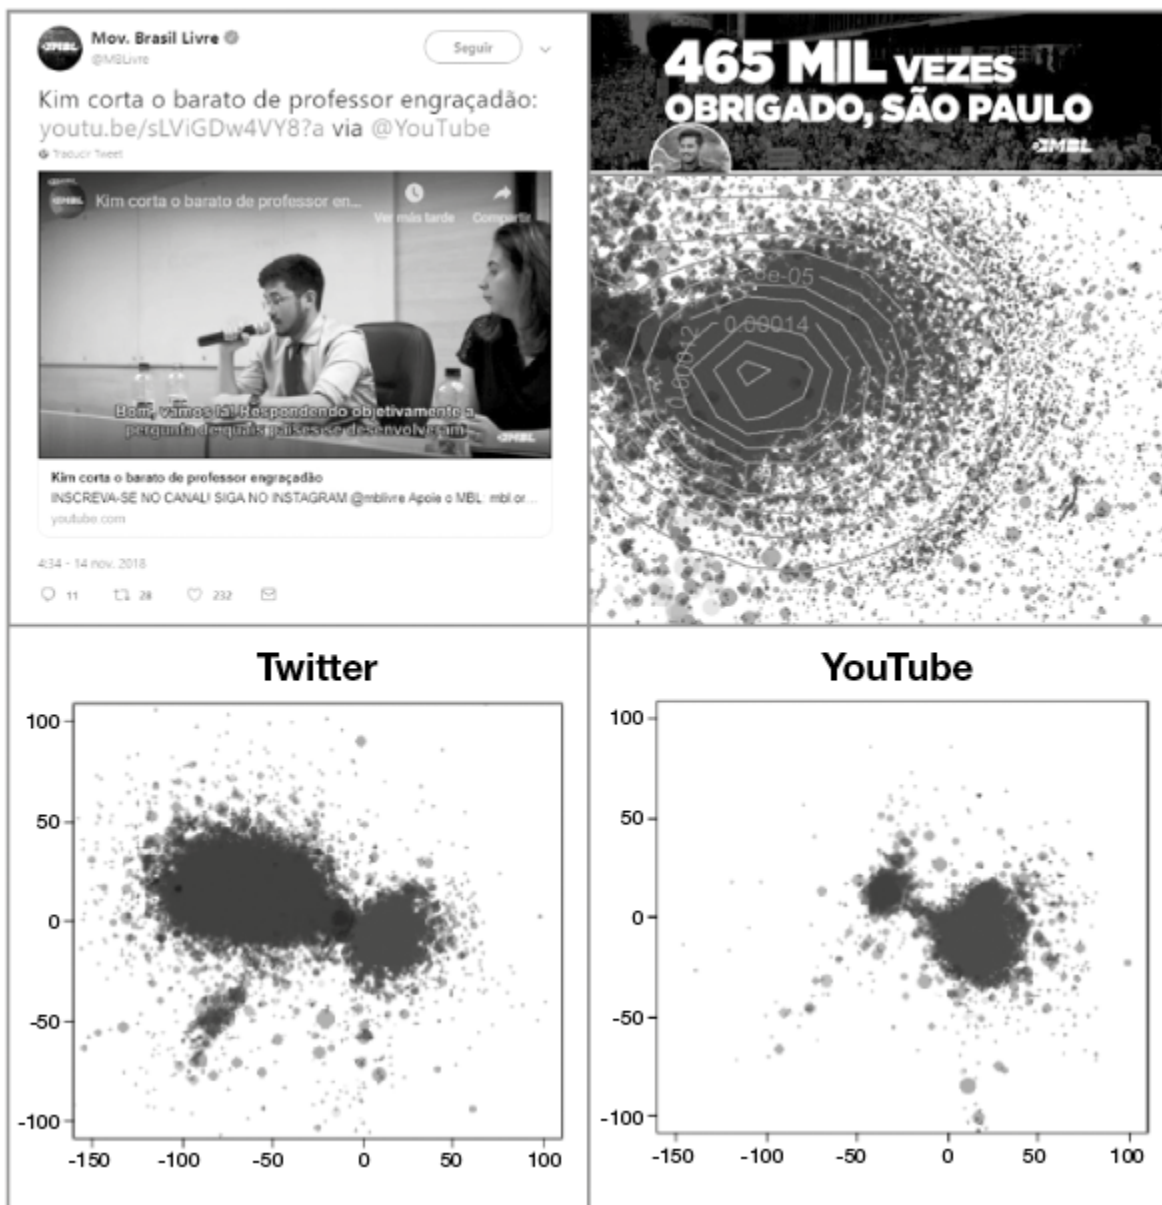 Mov. Brasil Livre
@MBLivre
Seguir
Kim corta o barato de professor engraçadão:
youtu.be/sLViGDw4VY8?a via @YouTube
Traducir Tweet
MBL
Kim corta o barato de professor en...
Ver más tarde
Compartir
Bom, vamos lá! Respondendo objetivamente a
pergunta de quais países se desenvolveram
MBL
Kim corta o barato de professor engraçadão
INSCREVA-SE NO CANAL! SIGA NO INSTAGRAM @mblivre Apoie o MBL: mbl.or...
youtube.com
4:34 - 14 nov. 2018
11 28 232
465 MIL VEZES
OBRIGADO, SÃO PAULO
MBL
e-05
0.00014
0.00012
Twitter
100
50
0
-50
-100
-150 -100 -50 0 50 100
YouTube
100
50
0
-50
-100
-150 -100 -50 0 50 100